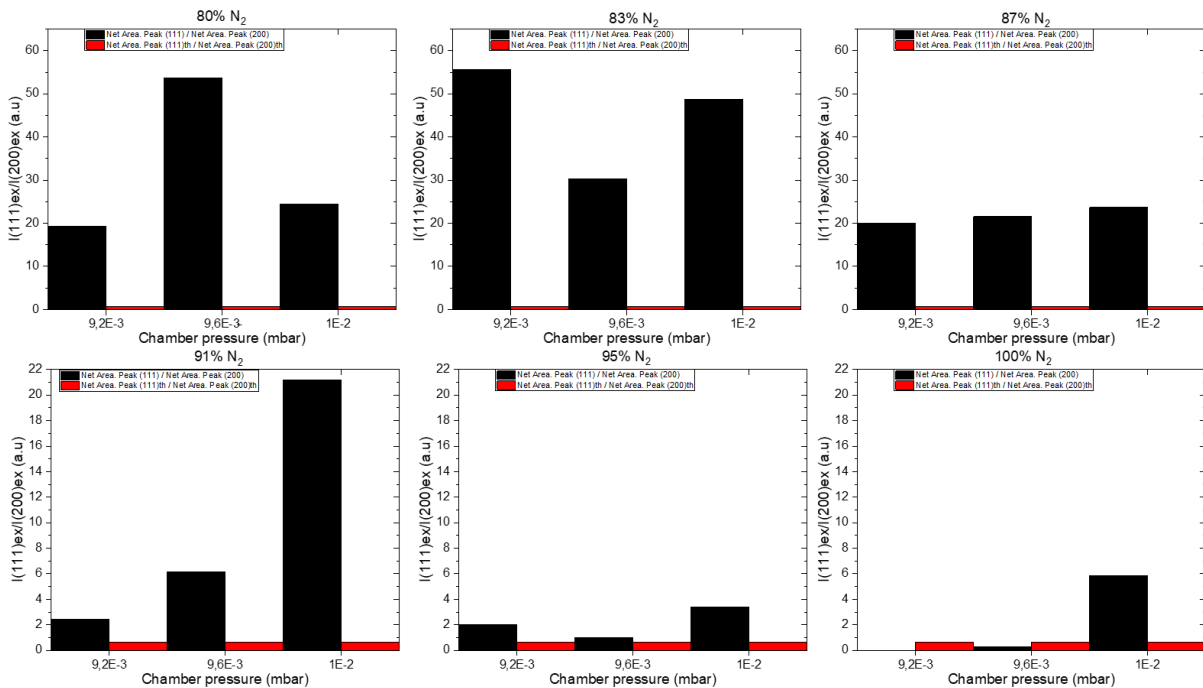 80% N₂
Net Area. Peak (111) / Net Area. Peak (200)
Net Area. Peak (111)th / Net Area. Peak (200)th
60
50
40
30
20
10
0
I(111)ex/I(200)ex (a.u)
9,2E-3
9,6E-3
1E-2
Chamber pressure (mbar)
83% N₂
Net Area. Peak (111) / Net Area. Peak (200)
Net Area. Peak (111)th / Net Area. Peak (200)th
60
50
40
30
20
10
0
I(111)ex/I(200)ex (a.u)
9,2E-3
9,6E-3
1E-2
Chamber pressure (mbar)
87% N₂
Net Area. Peak (111) / Net Area. Peak (200)
Net Area. Peak (111)th / Net Area. Peak (200)th
60
50
40
30
20
10
0
I(111)ex/I(200)ex (a.u)
9,2E-3
9,6E-3
1E-2
Chamber pressure (mbar)
91% N₂
Net Area. Peak (111) / Net Area. Peak (200)
Net Area. Peak (111)th / Net Area. Peak (200)th
22
20
18
16
14
12
10
8
6
4
2
0
I(111)ex/I(200)ex (a.u)
9,2E-3
9,6E-3
1E-2
Chamber pressure (mbar)
95% N₂
Net Area. Peak (111) / Net Area. Peak (200)
Net Area. Peak (111)th / Net Area. Peak (200)th
22
20
18
16
14
12
10
8
6
4
2
0
I(111)ex/I(200)ex (a.u)
9,2E-3
9,6E-3
1E-2
Chamber pressure (mbar)
100% N₂
Net Area. Peak (111) / Net Area. Peak (200)
Net Area. Peak (111)th / Net Area. Peak (200)th
22
20
18
16
14
12
10
8
6
4
2
0
I(111)ex/I(200)ex (a.u)
9,2E-3
9,6E-3
1E-2
Chamber pressure (mbar)